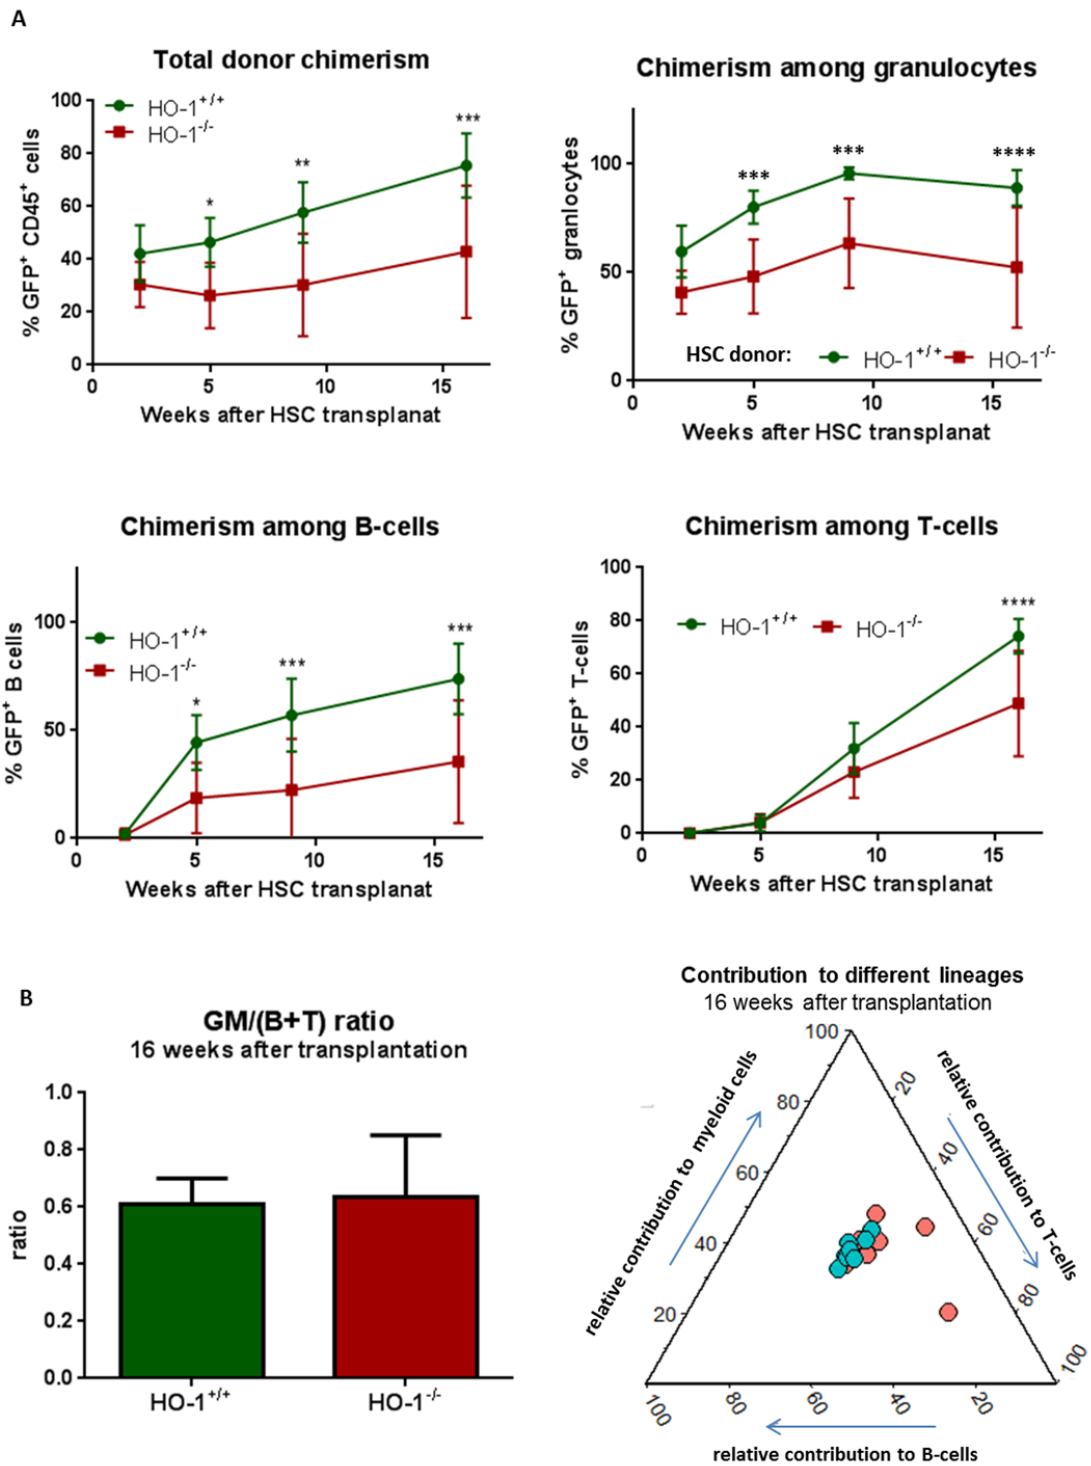 A
Total donor chimerism
% GFP⁺ CD45⁺ cells
100
80
60
40
20
0
HO-1⁺/⁺
HO-1⁻/⁻
*
**
***
0 5 10 15
Weeks after HSC transplanat
Chimerism among granulocytes
% GFP⁺ granlocytes
100
50
0
***
***
****
HSC donor: HO-1⁺/⁺ HO-1⁻/⁻
0 5 10 15
Weeks after HSC transplanat
Chimerism among B-cells
% GFP⁺ B cells
100
50
0
HO-1⁺/⁺
HO-1⁻/⁻
*
***
***
0 5 10 15
Weeks after HSC transplanat
Chimerism among T-cells
% GFP⁺ T-cells
100
80
60
40
20
0
HO-1⁺/⁺ HO-1⁻/⁻
****
0 5 10 15
Weeks after HSC transplanat
B
GM/(B+T) ratio
16 weeks after transplantation
ratio
1.0
0.8
0.6
0.4
0.2
0.0
HO-1⁺/⁺ HO-1⁻/⁻
Contribution to different lineages
16 weeks after transplantation
relative contribution to myeloid cells
100
80
60
40
20
relative contribution to T-cells
20
40
60
80
100
100 80 60 40 20
relative contribution to B-cells